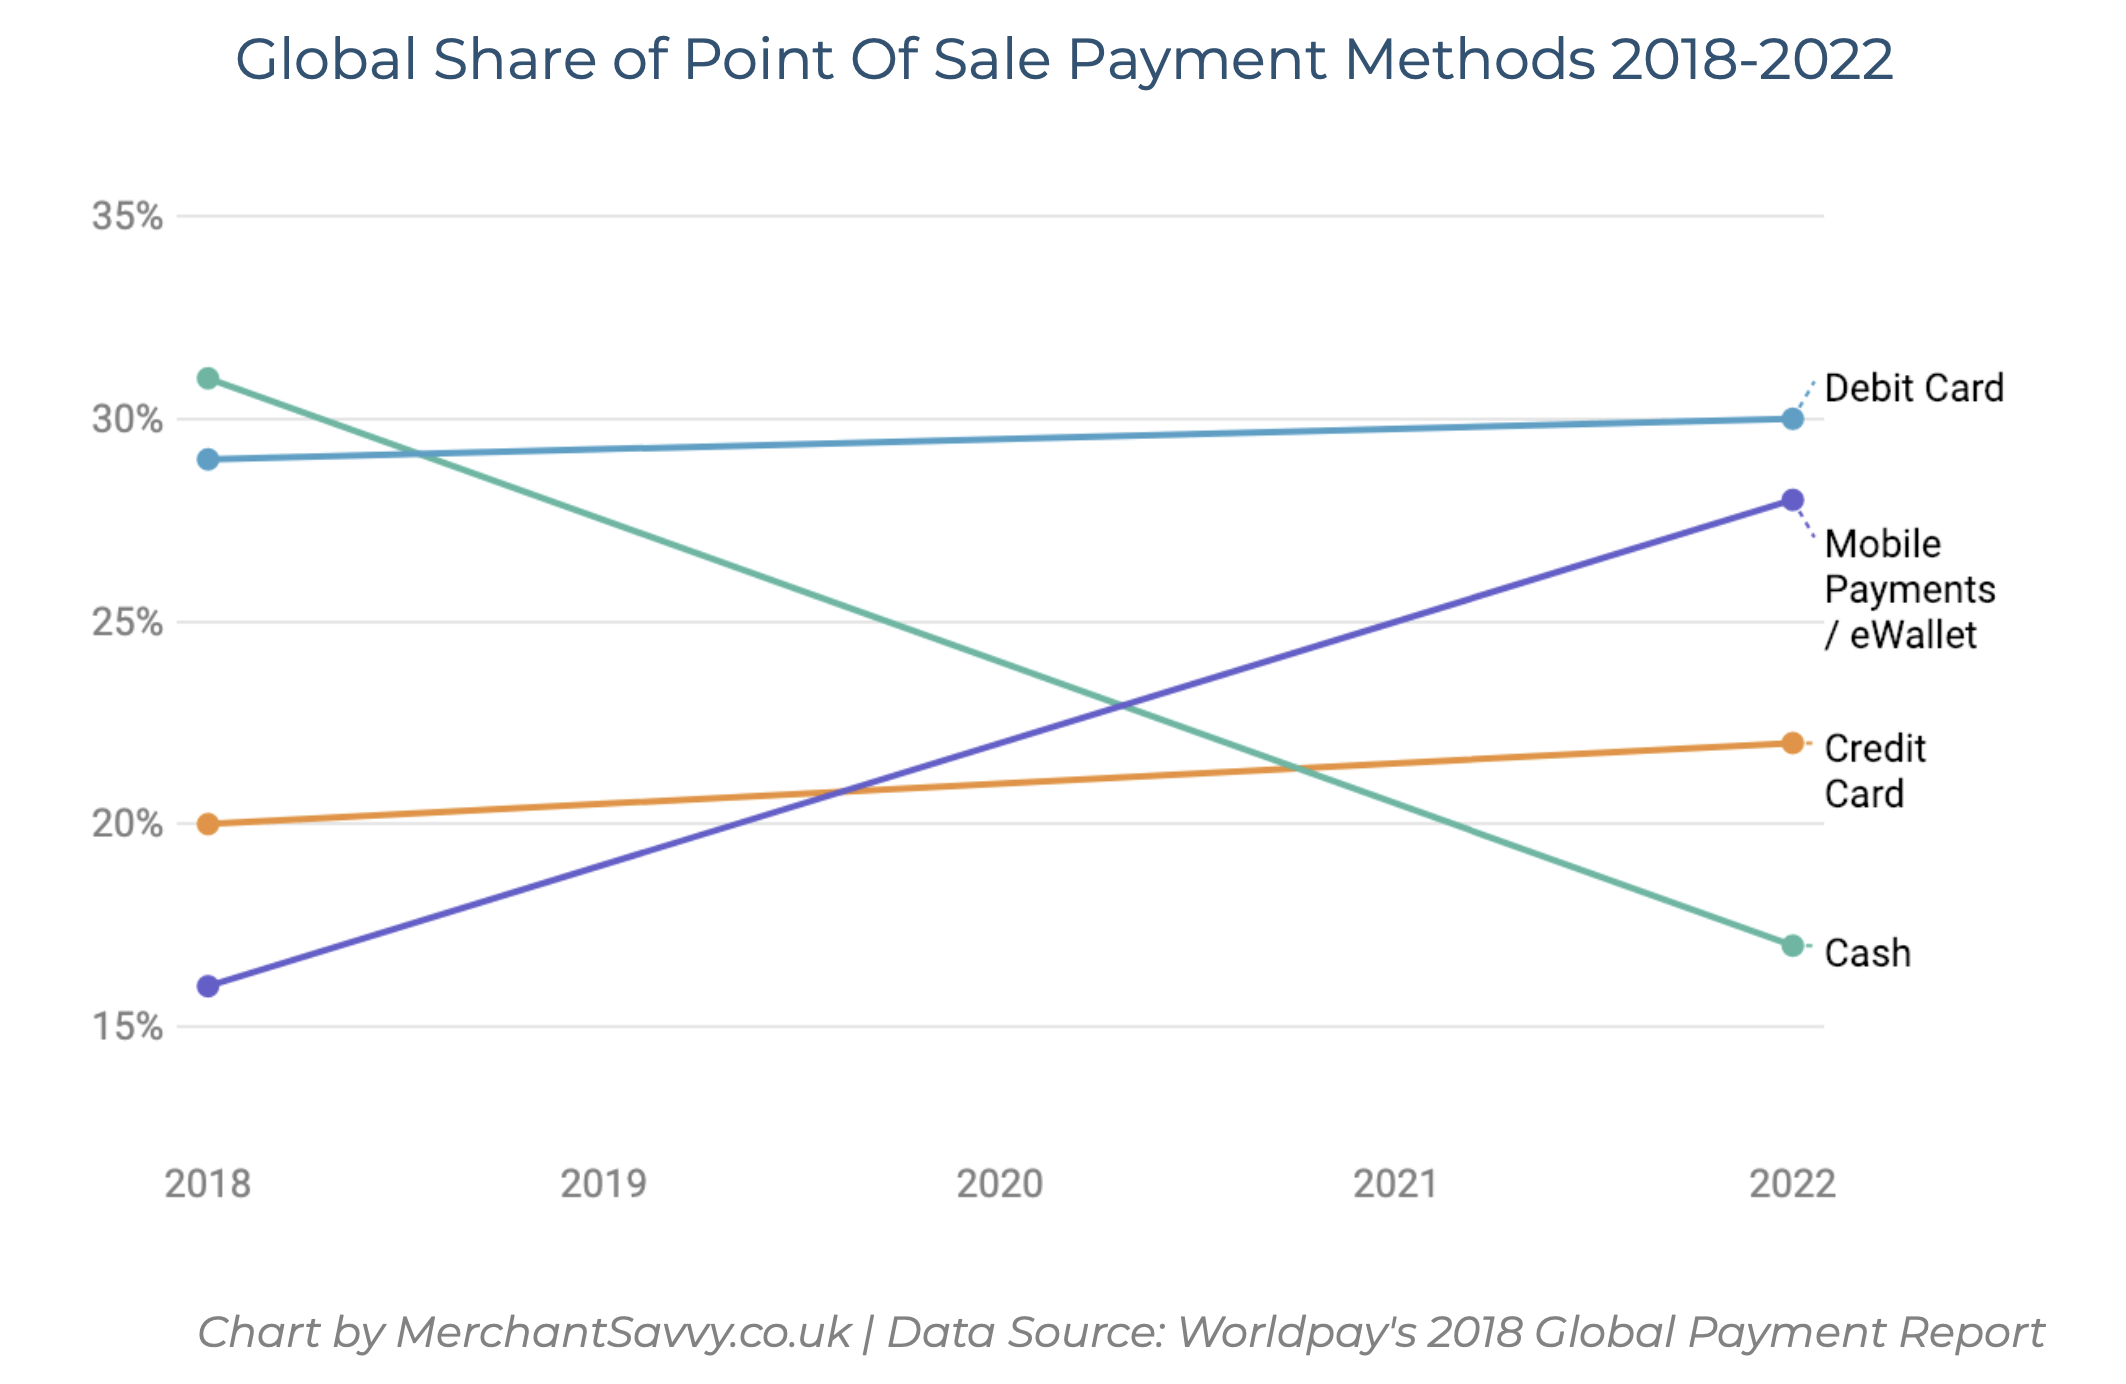 Global Share of Point Of Sale Payment Methods 2018-2022
35%
30%
25%
20%
15%
Debit Card
Mobile
Payments
/ eWallet
Credit
Card
Cash
2018
2019
2020
2021
2022
Chart by MerchantSavvy.co.uk | Data Source: Worldpay's 2018 Global Payment Report